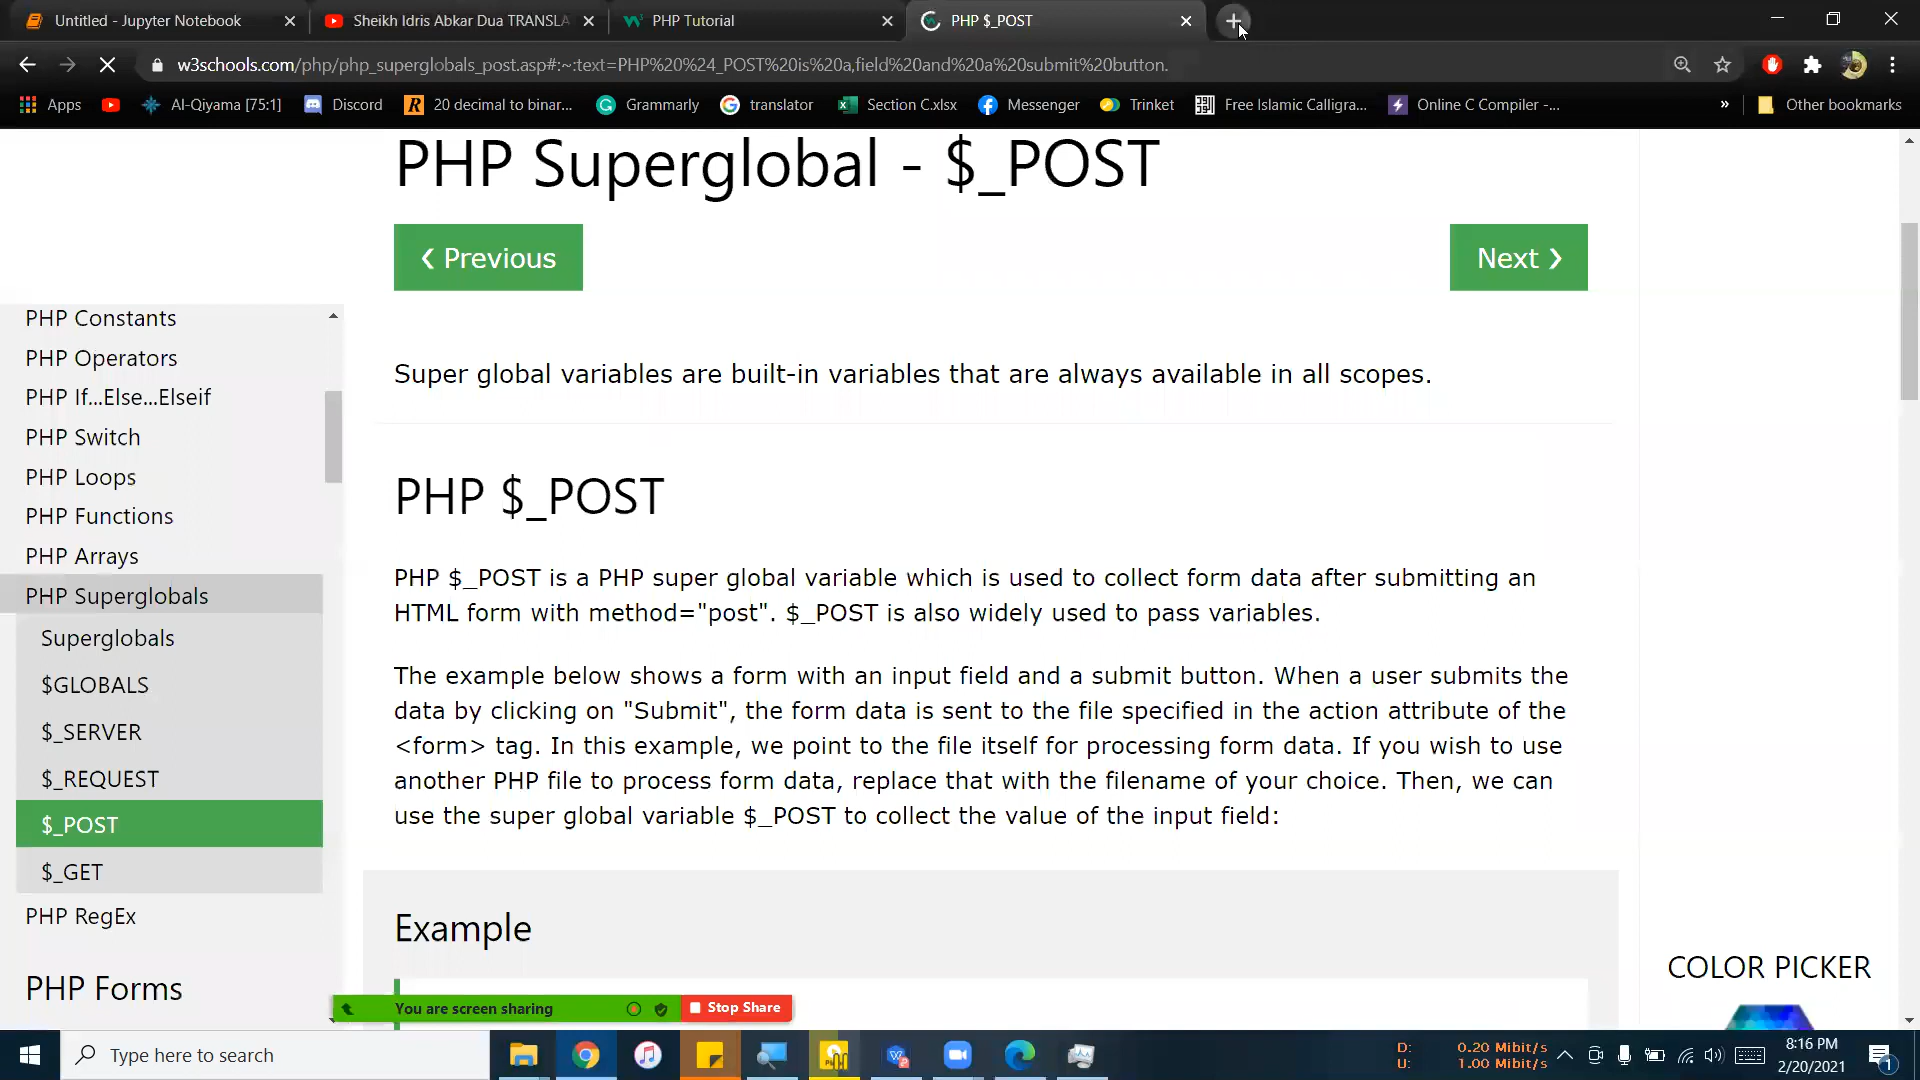 Untitled - Jupyter Notebook
Sheikh Idris Abkar Dua TRANSLA
PHP Tutorial
PHP $_POST
w3schools.com/php/php_superglobals_post.asp#:~:text=PHP%20%24_POST%20is%20a,field%20and%20a%20submit%20button.
Apps
Al-Qiyama [75:1]
Discord
20 decimal to binar...
Grammarly
translator
Section C.xlsx
Messenger
Trinket
Free Islamic Calligra...
Online C Compiler -...
»
Other bookmarks
PHP Superglobal - $_POST
❮ Previous
Next ❯
Super global variables are built-in variables that are always available in all scopes.
PHP $_POST
PHP $_POST is a PHP super global variable which is used to collect form data after submitting an
HTML form with method="post". $_POST is also widely used to pass variables.
The example below shows a form with an input field and a submit button. When a user submits the
data by clicking on "Submit", the form data is sent to the file specified in the action attribute of the
<form> tag. In this example, we point to the file itself for processing form data. If you wish to use
another PHP file to process form data, replace that with the filename of your choice. Then, we can
use the super global variable $_POST to collect the value of the input field:
Example
PHP Constants
PHP Operators
PHP If...Else...Elseif
PHP Switch
PHP Loops
PHP Functions
PHP Arrays
PHP Superglobals
Superglobals
$GLOBALS
$_SERVER
$_REQUEST
$_POST
$_GET
PHP RegEx
PHP Forms
COLOR PICKER
You are screen sharing
Stop Share
Type here to search
D: 0.20 Mibit/s
U: 1.00 Mibit/s
8:16 PM
2/20/2021
1